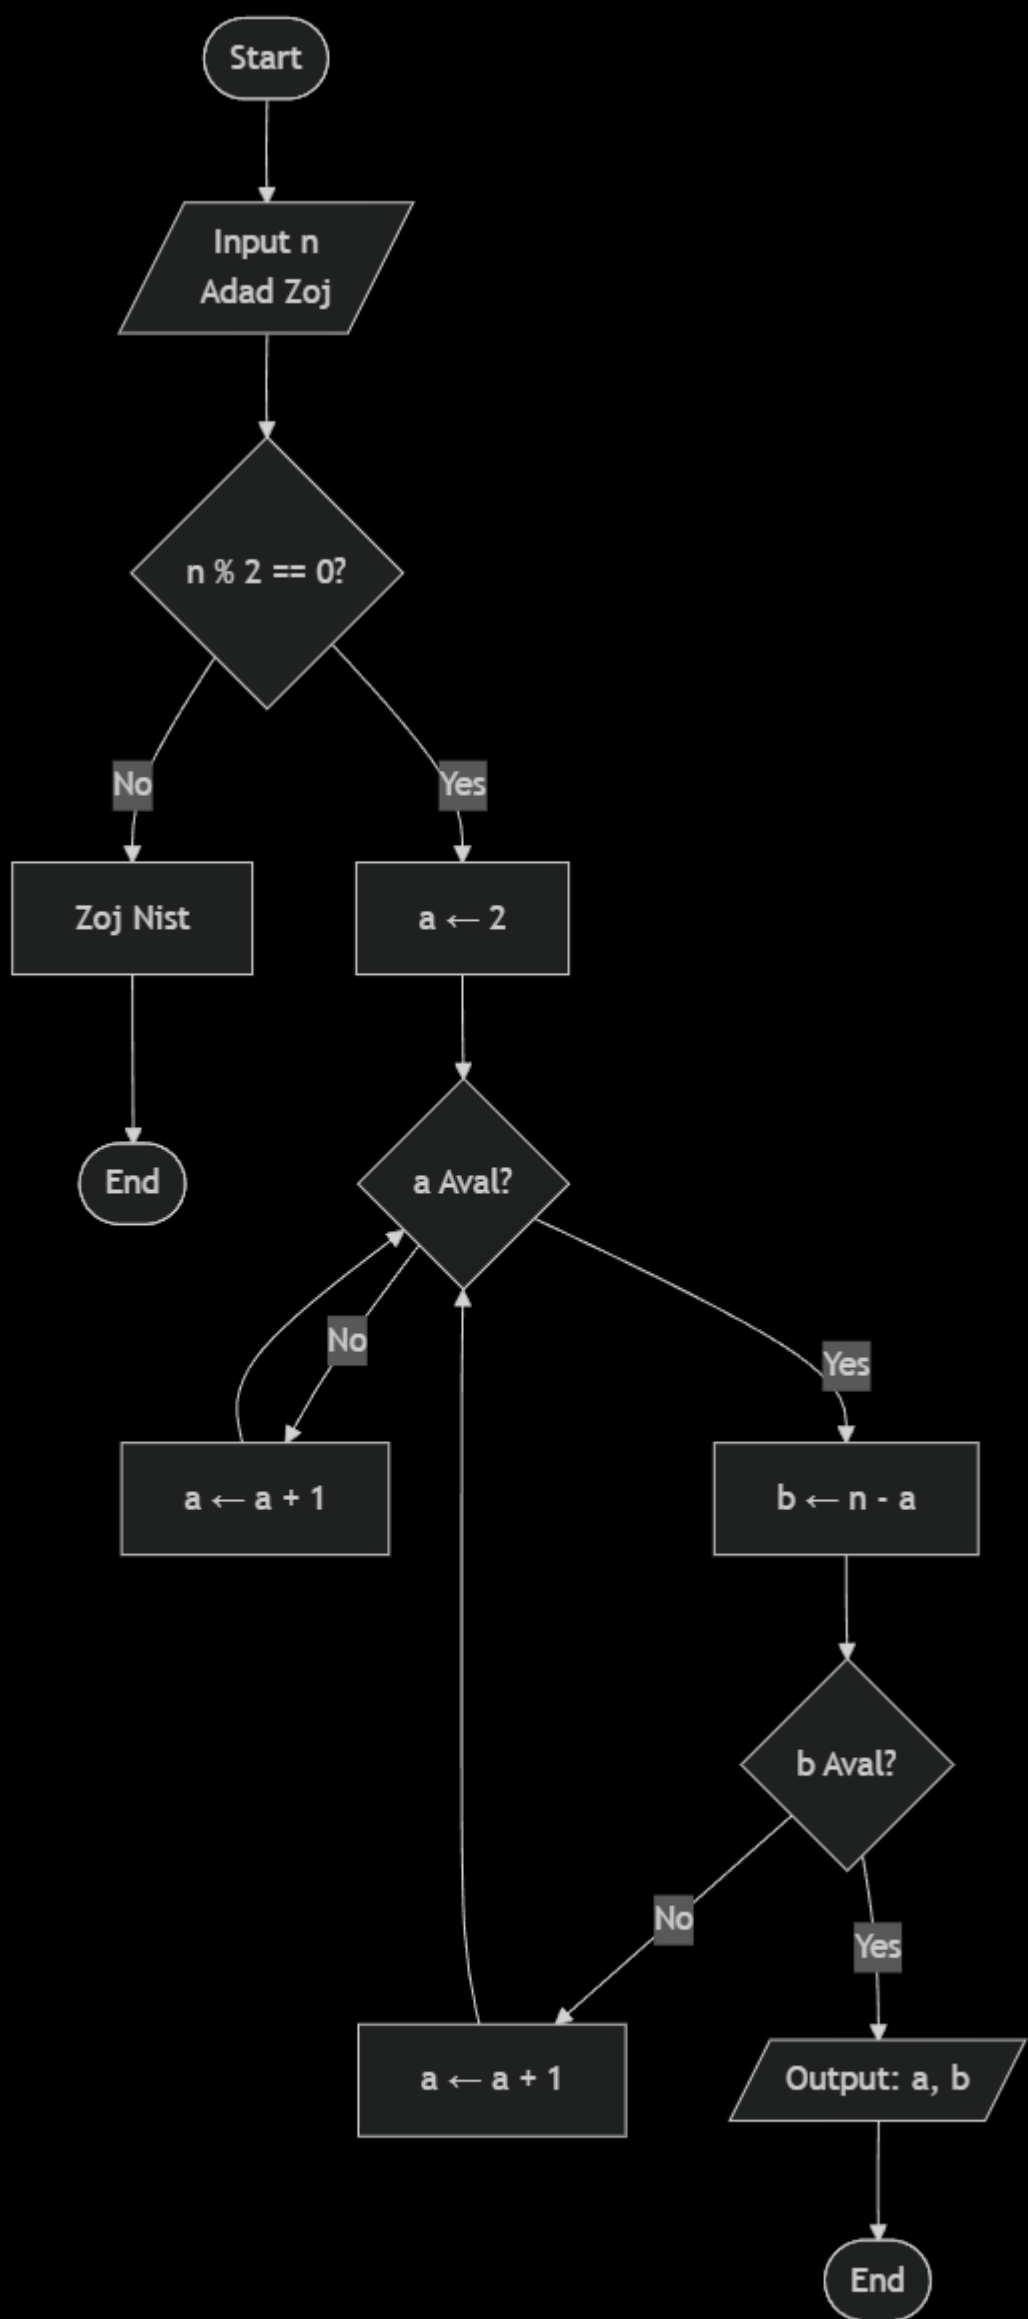 Start
Input n
Adad Zoj
n % 2 == 0?
No
Yes
Zoj Nist
a ← 2
End
a Aval?
No
Yes
a ← a + 1
b ← n - a
b Aval?
No
Yes
a ← a + 1
Output: a, b
End